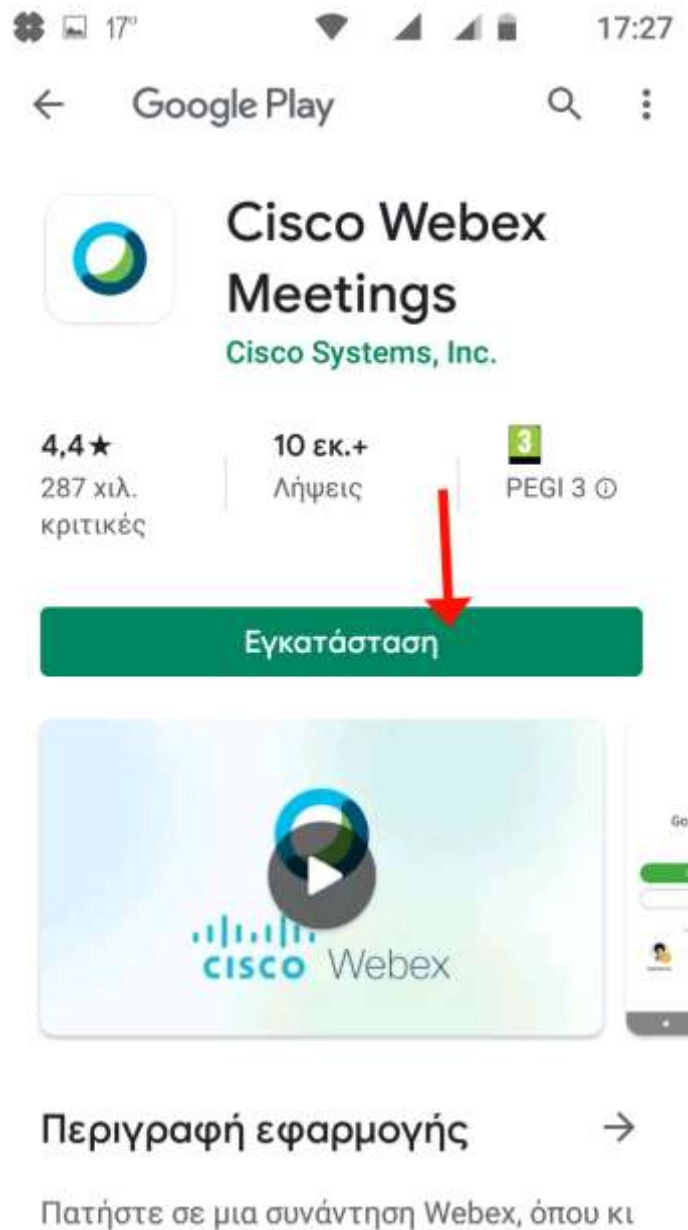 17° 17:27
Google Play
Cisco Webex
Meetings
Cisco Systems, Inc.
4,4★ 10 εκ.+ 3
287 χιλ. Λήψεις PEGI 3
κριτικές
Εγκατάσταση
Go
CISCO Webex
Περιγραφή εφαρμογής
Πατήστε σε μια συνάντηση Webex, όπου κι